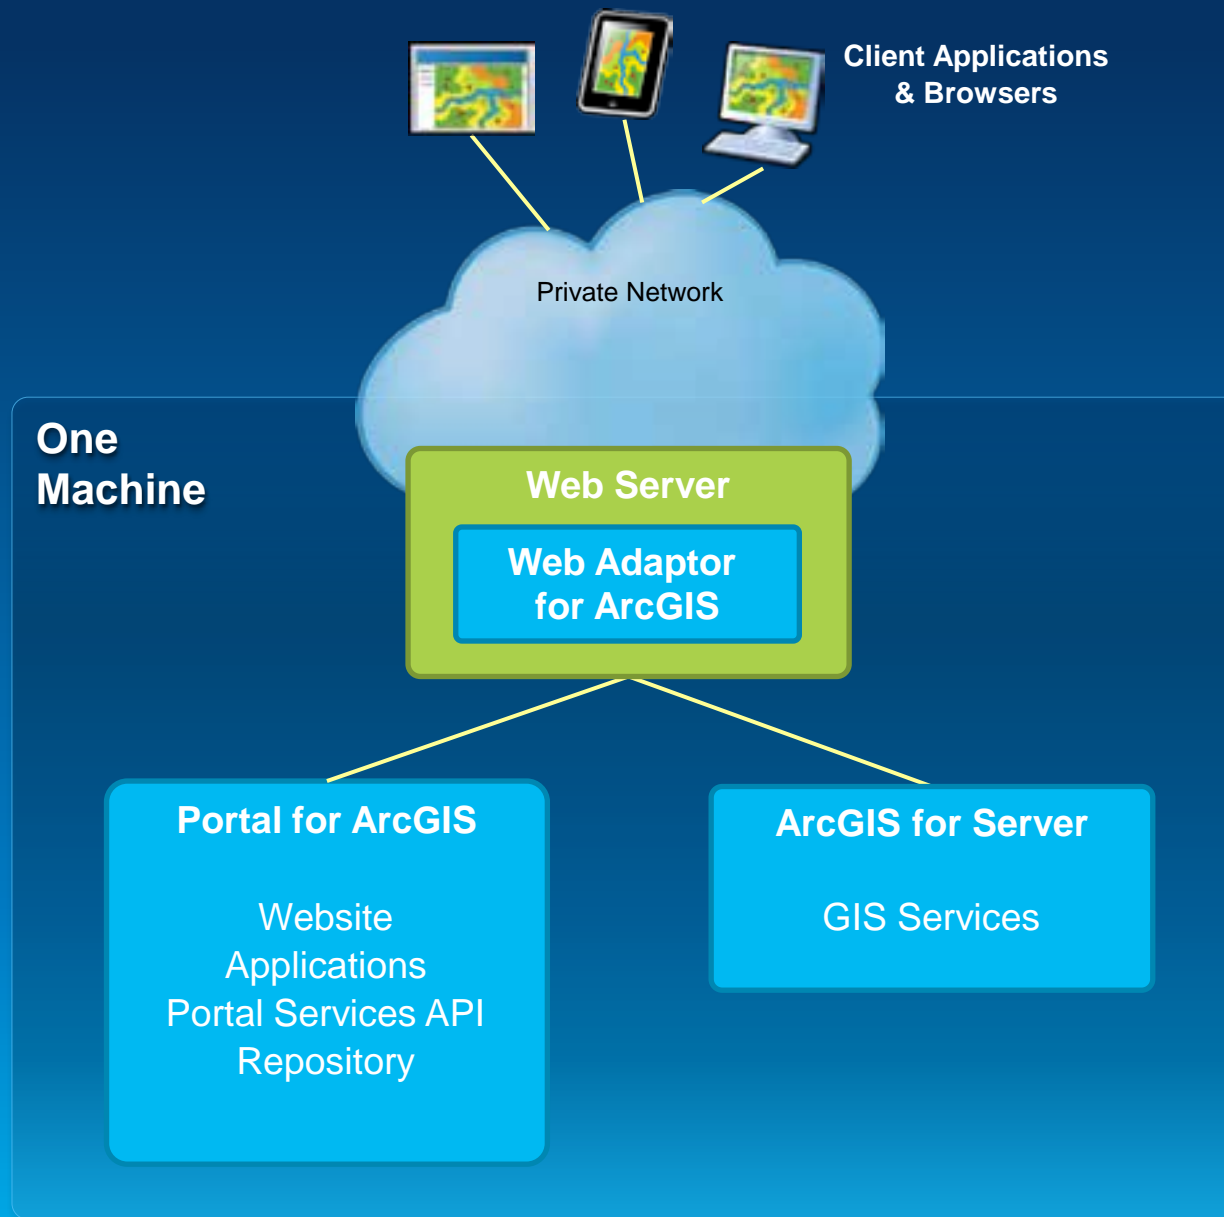 Client Applications
& Browsers
Private Network
One
Machine
Web Server
Web Adaptor
for ArcGIS
Portal for ArcGIS
Website
Applications
Portal Services API
Repository
ArcGIS for Server
GIS Services